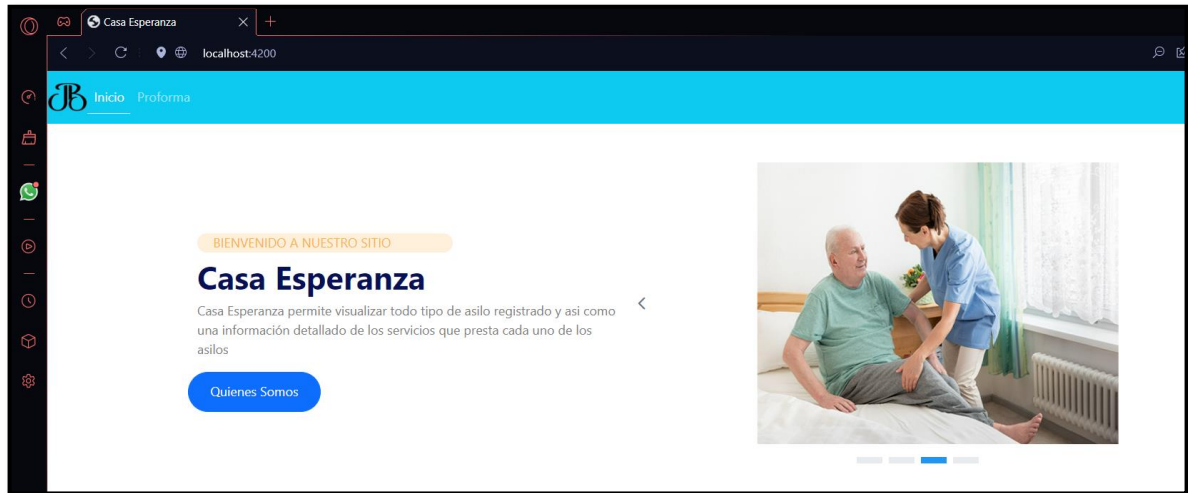 Casa Esperanza
localhost:4200
JB Inicio Proforma
BIENVENIDO A NUESTRO SITIO
Casa Esperanza
Casa Esperanza permite visualizar todo tipo de asilo registrado y asi como
una información detallado de los servicios que presta cada uno de los
asilos
Quienes Somos